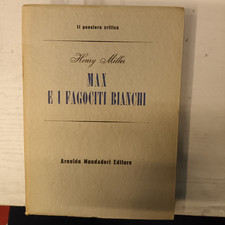 il pensiero critico
Henry Miller
MAX
E I FAGOCITI BIANCHI
Arnoldo Mondadori Editore